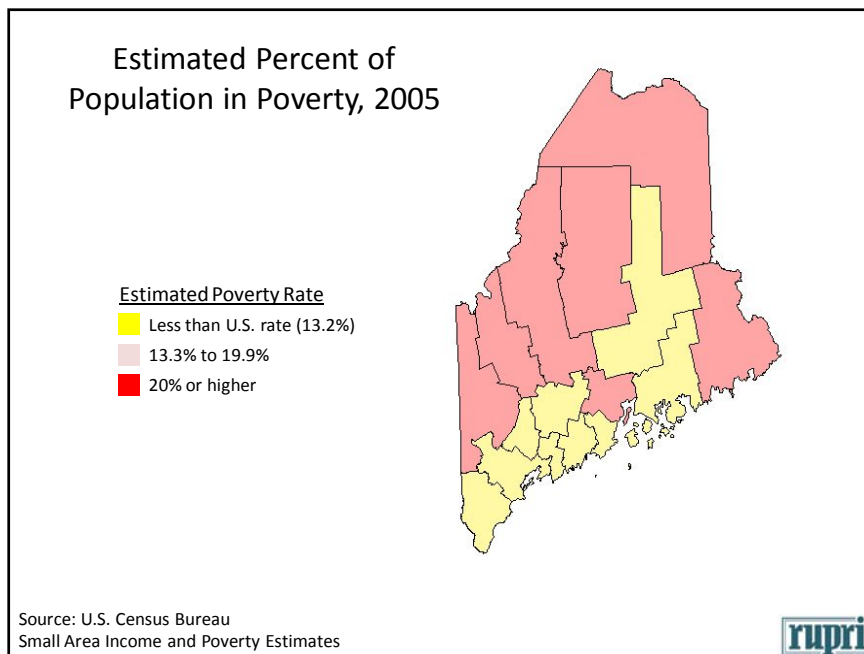 Estimated Percent of
Population in Poverty, 2005
Estimated Poverty Rate
Less than U.S. rate (13.2%)
13.3% to 19.9%
20% or higher
Source: U.S. Census Bureau
Small Area Income and Poverty Estimates
rupri